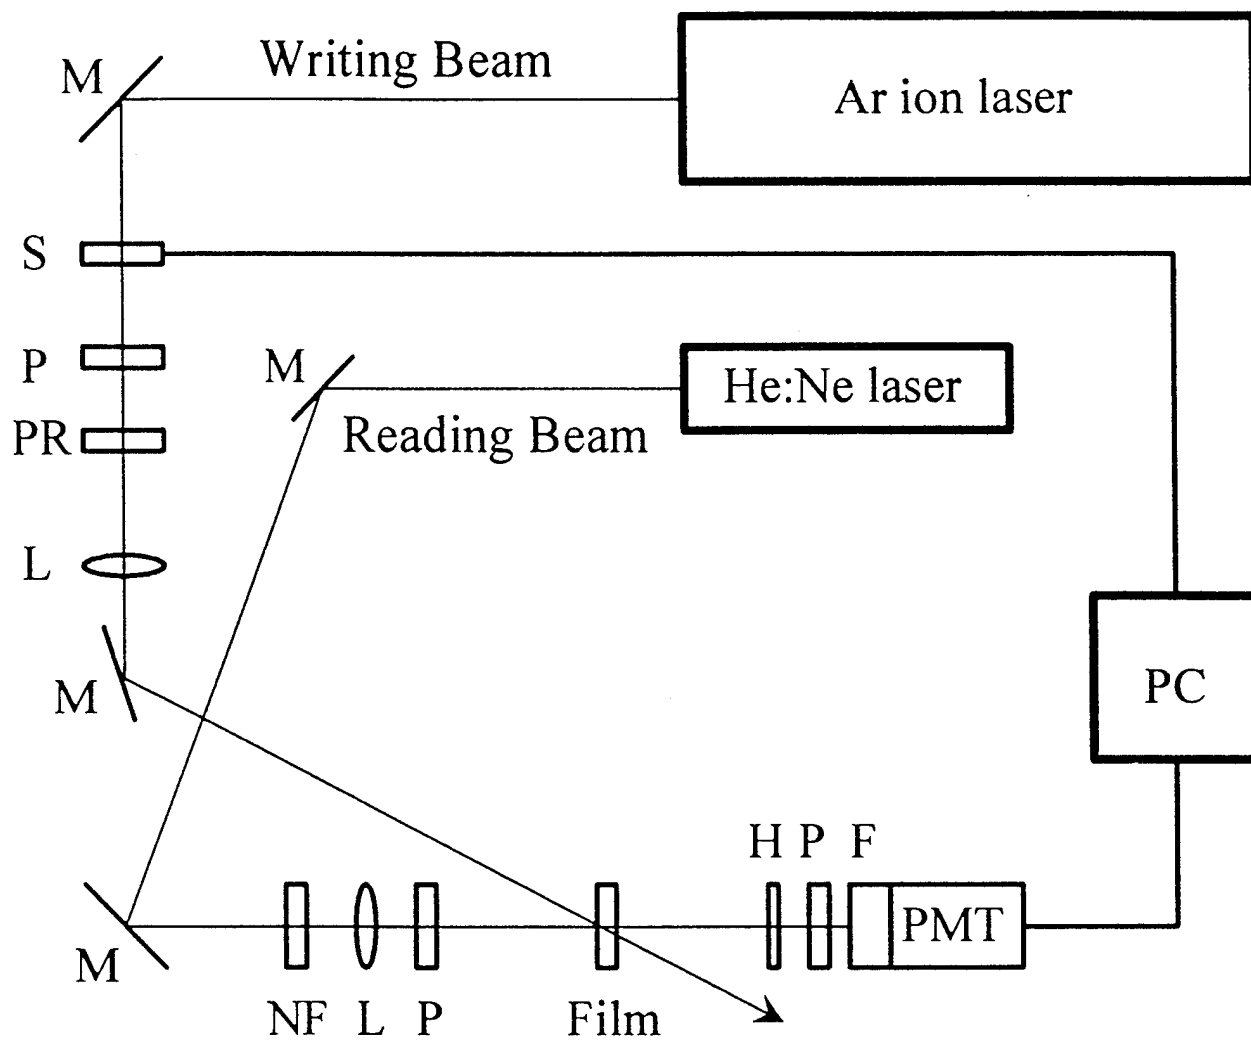 M
Writing Beam
Ar ion laser
S
P
M
He:Ne laser
PR
Reading Beam
L
M
PC
H P F
PMT
M
NF L P Film